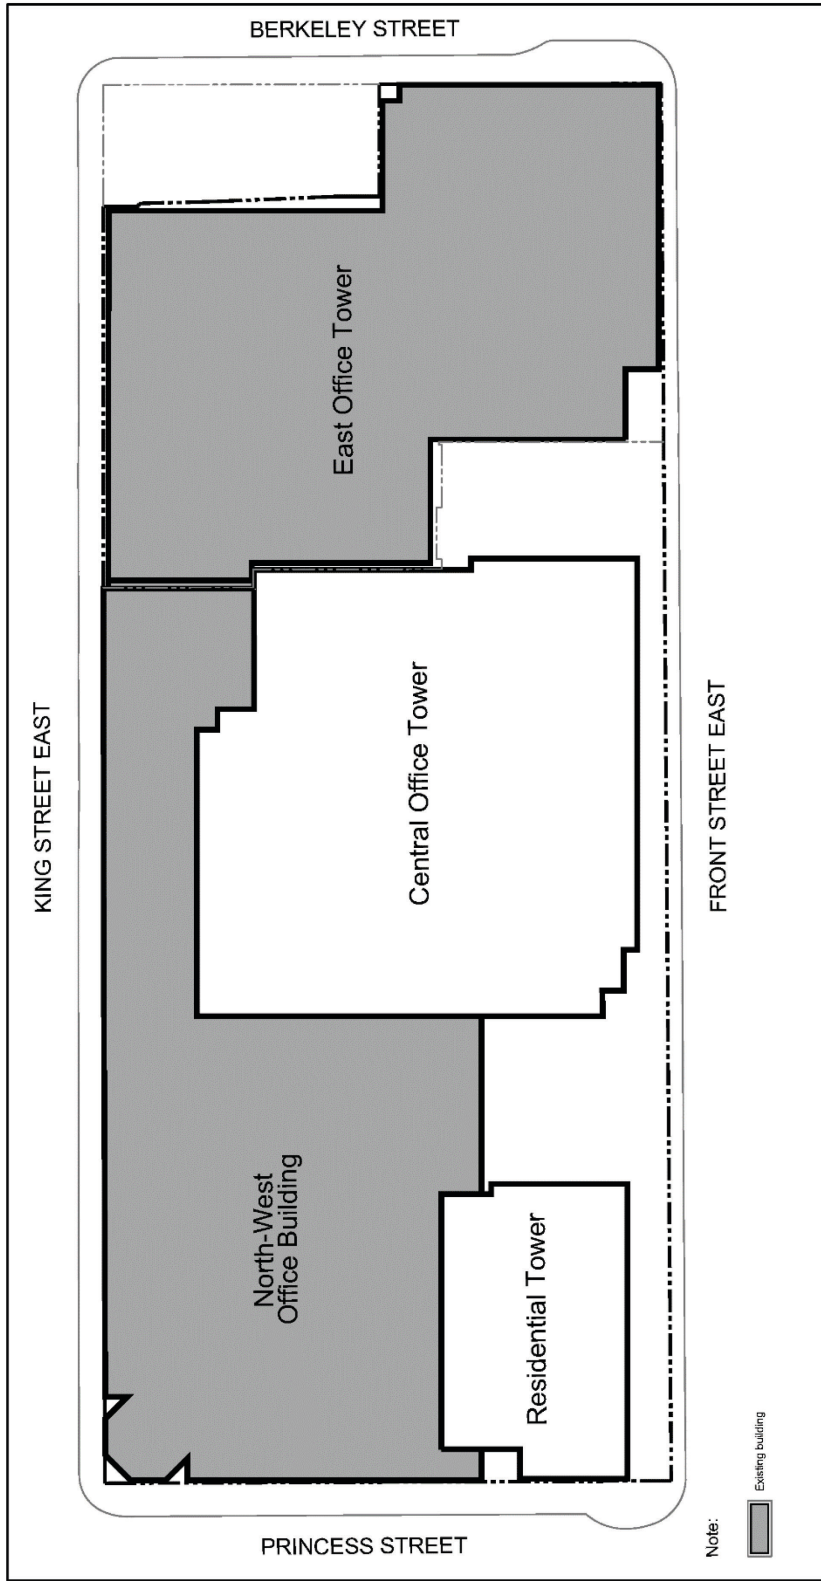 BERKELEY STREET
KING STREET EAST
East Office Tower
Central Office Tower
FRONT STREET EAST
North-West
Office Building
Residential Tower
PRINCESS STREET
Note:
Existing building